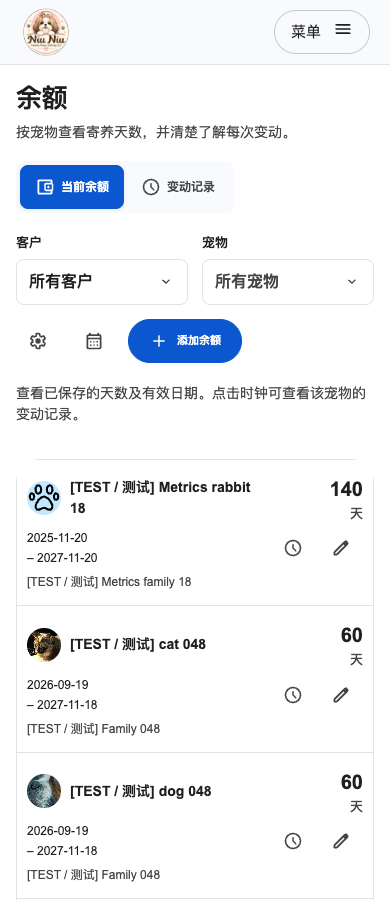 Niu Niu
菜单
余额
按宠物查看寄养天数，并清楚了解每次变动。
当前余额
变动记录
客户
宠物
所有客户
所有宠物
添加余额
查看已保存的天数及有效日期。点击时钟可查看该宠物的
变动记录。
[TEST / 测试] Metrics rabbit
18
140
天
2025-11-20
– 2027-11-20
[TEST / 测试] Metrics family 18
[TEST / 测试] cat 048
60
天
2026-09-19
– 2027-11-18
[TEST / 测试] Family 048
[TEST / 测试] dog 048
60
天
2026-09-19
– 2027-11-18
[TEST / 测试] Family 048